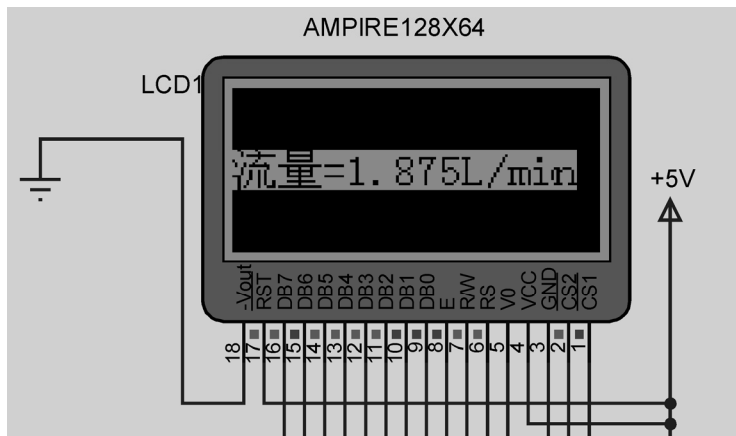 AMPIRE128X64
LCD1
流量=1.875L/min
+5V
-Vout
RST
DB7
DB6
DB5
DB4
DB3
DB2
DB1
DB0
E
R/W
RS
V0
VCC
GND
CS2
CS1
18
17
16
15
14
13
12
11
10
9
8
7
6
5
4
3
2
1